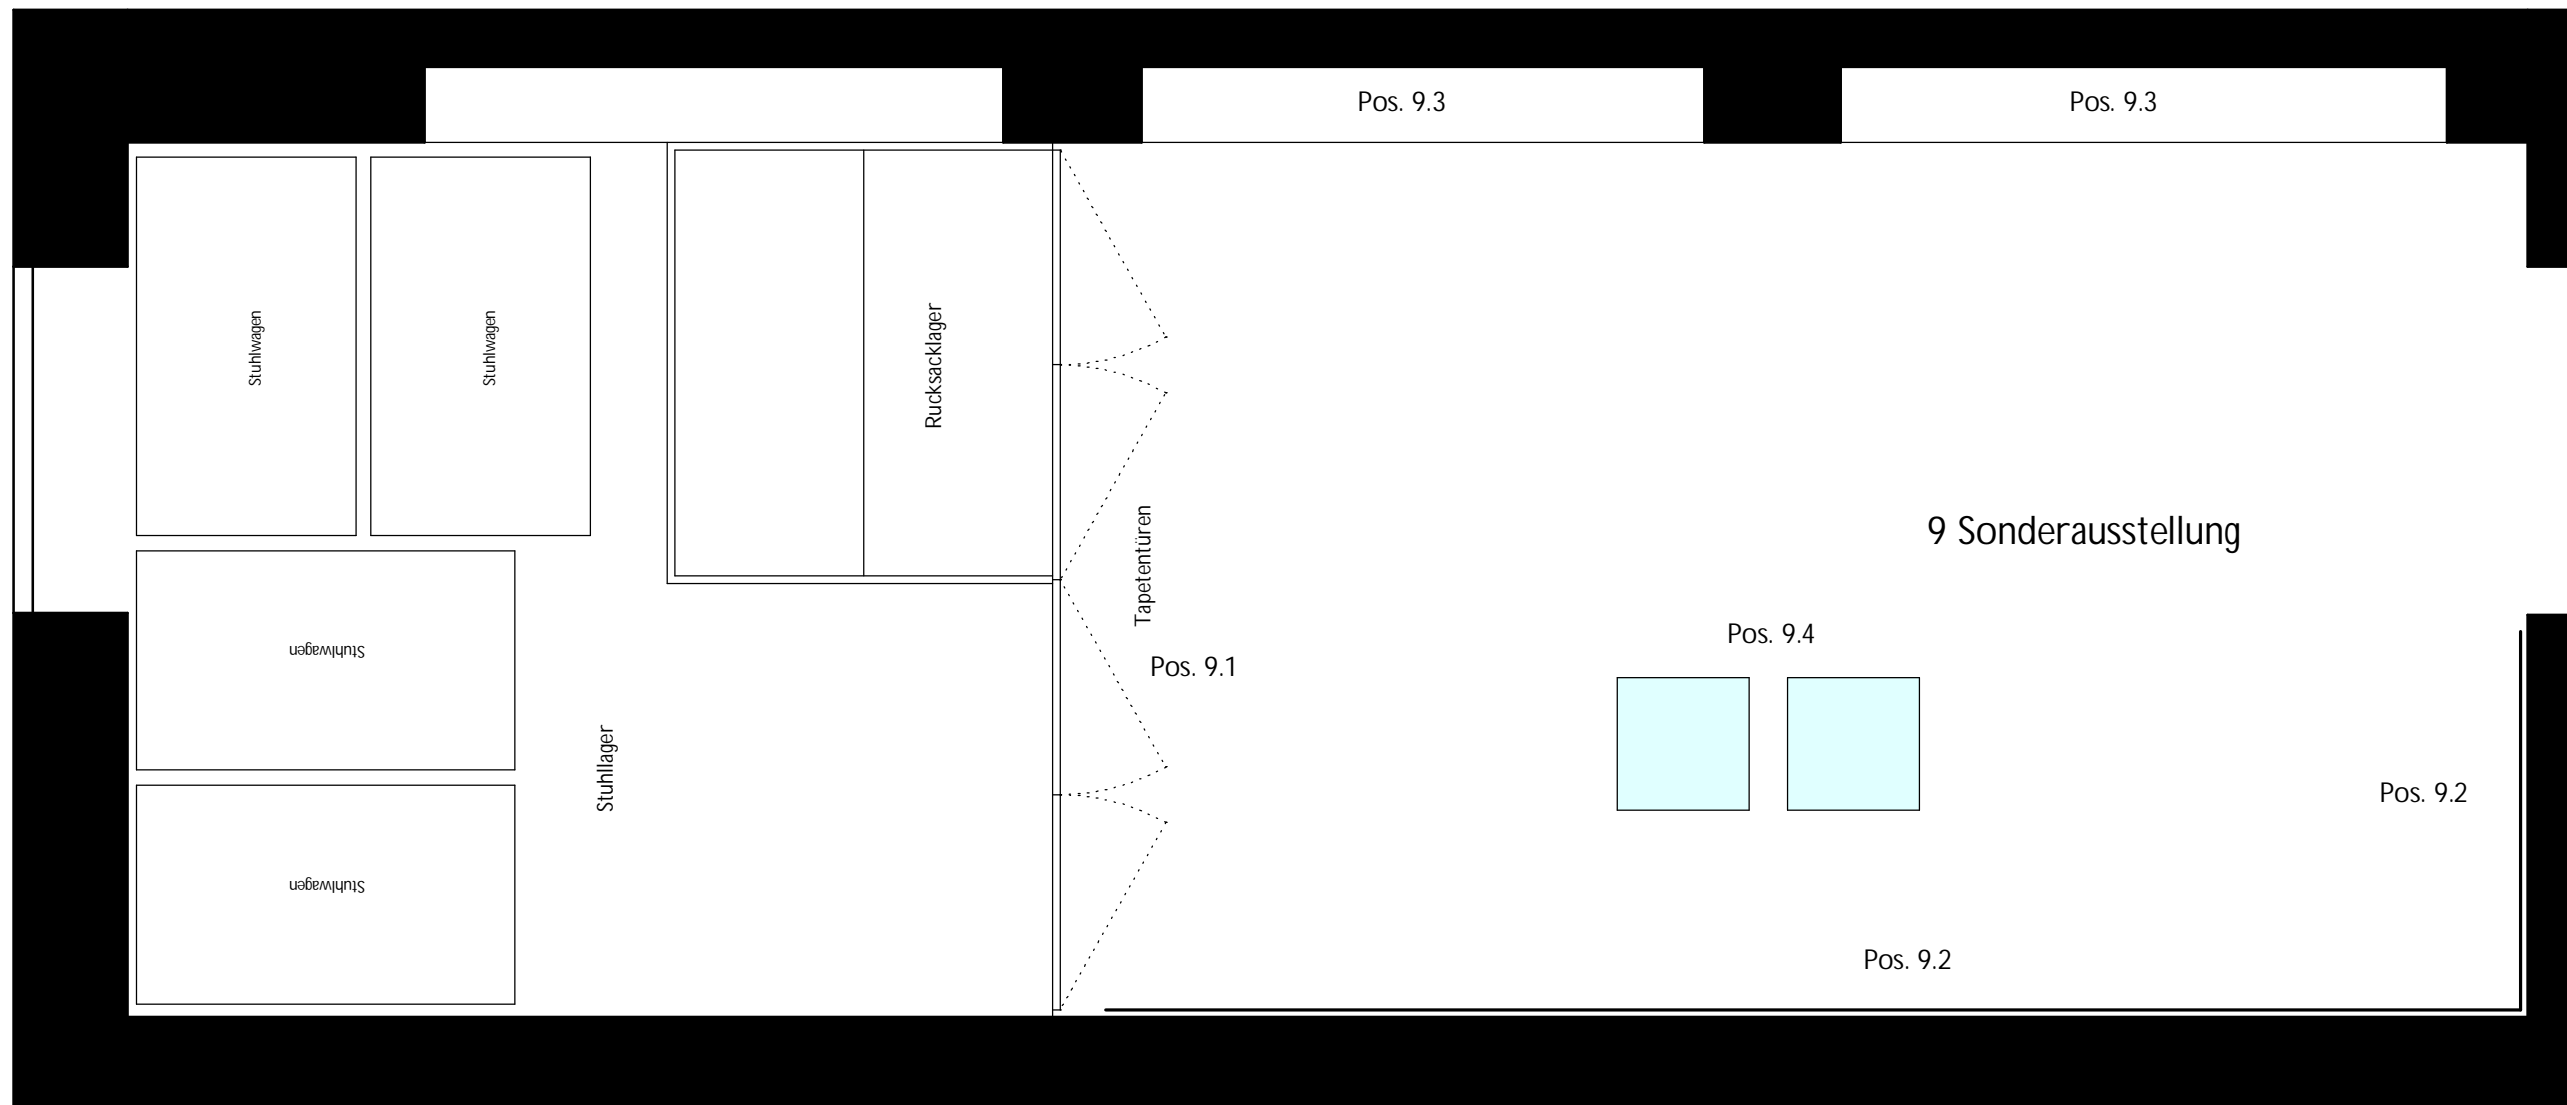 Pos. 9.3
Pos. 9.3
Stuhlwagen
Stuhlwagen
Rucksacklager
Tapetentüren
9 Sonderausstellung
Pos. 9.4
Pos. 9.1
Stuhlwagen
Stuhllager
Pos. 9.2
Stuhlwagen
Pos. 9.2